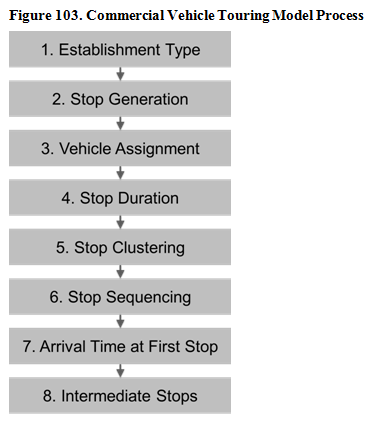 Figure 103. Commercial Vehicle Touring Model Process
1. Establishment Type
2. Stop Generation
3. Vehicle Assignment
4. Stop Duration
5. Stop Clustering
6. Stop Sequencing
7. Arrival Time at First Stop
8. Intermediate Stops